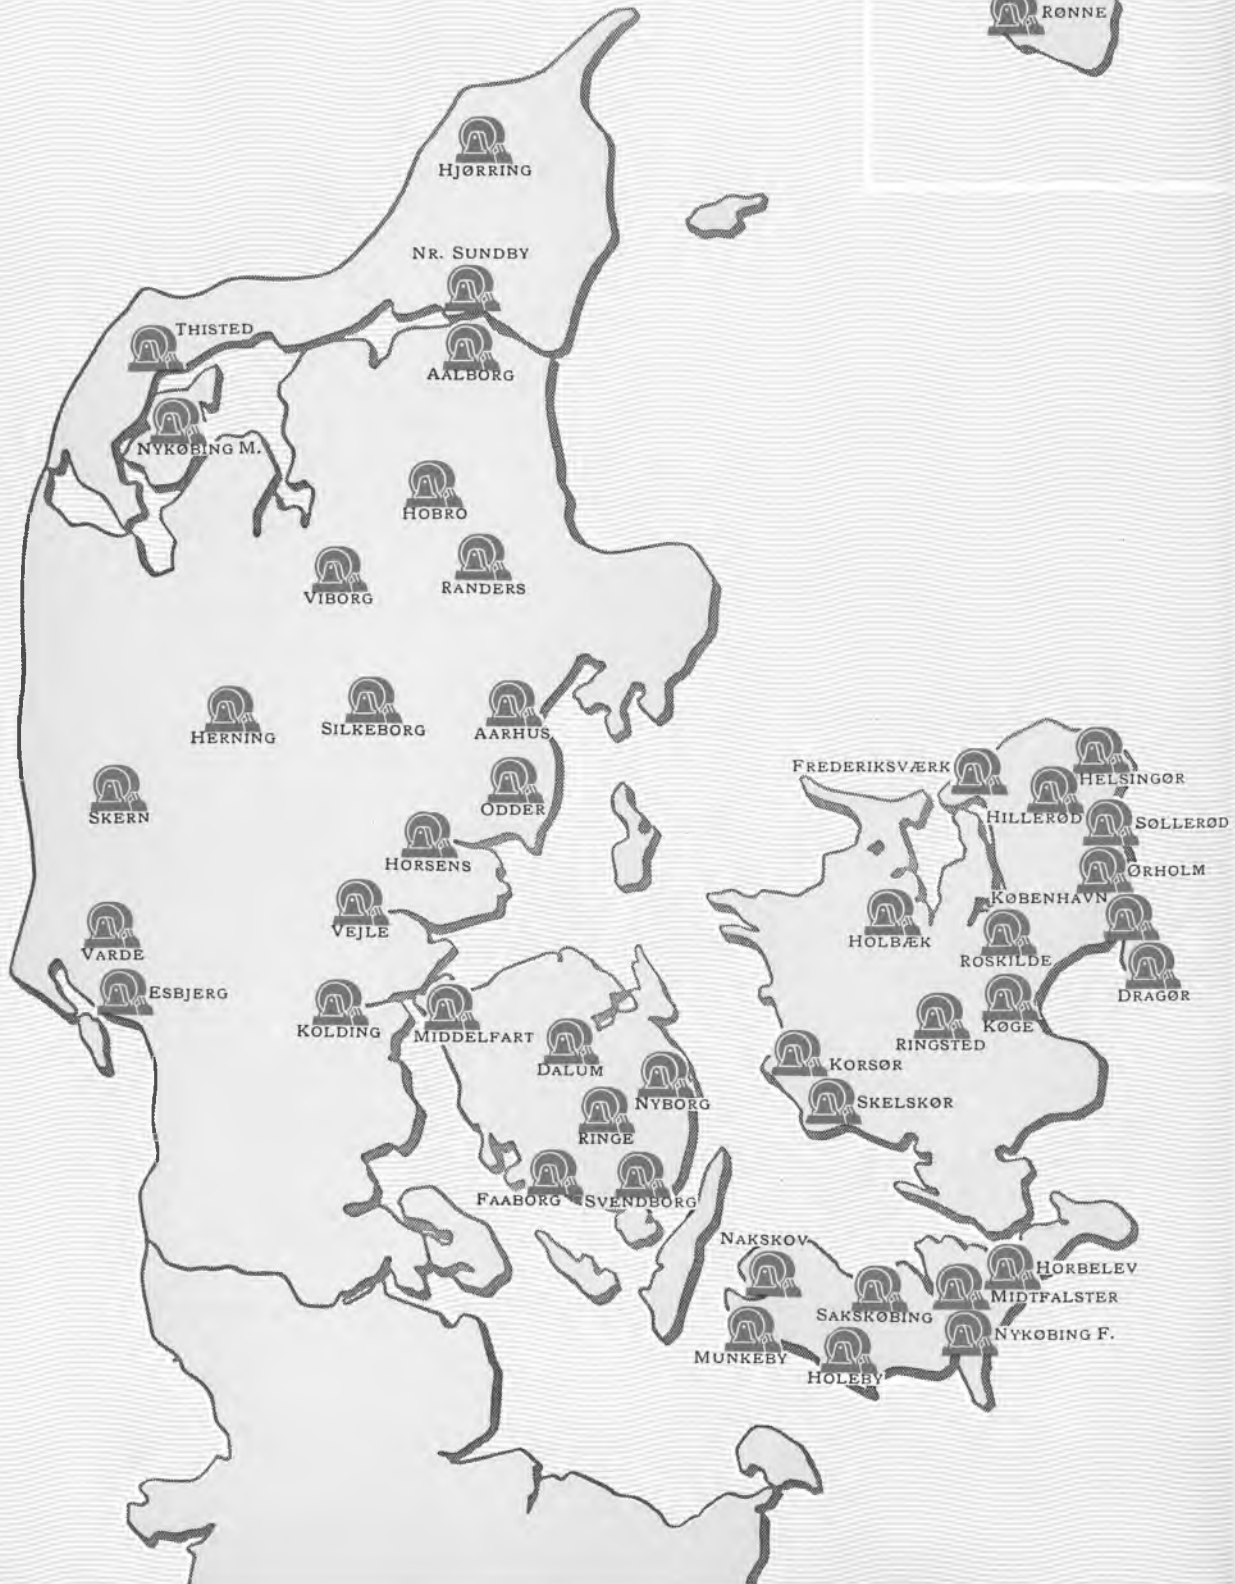 RØNNE
HJØRRING
NR. SUNDBY
THISTED
AALBORG
NYKØBING M.
HOBRO
VIBORG
RANDERS
HERNING
SILKEBORG
AARHUS
FREDERIKSVÆRK
HELSINGØR
SKERN
ODDER
HILLERØD
SØLLERØD
HORSENS
ØRHOLM
KØBENHAVN
VEJLE
HOLBÆK
VARDE
ROSKILDE
ESBJERG
DRAGØR
KOLDING
MIDDELFART
KØGE
RINGSTED
DALUM
KORSØR
NYBORG
SKELSKØR
RINGE
FAABORG
SVENDBORG
NAKSKOV
HORBELEV
MIDTFALSTER
SAKSKØBING
NYKØBING F.
MUNKEBY
HOLEBY